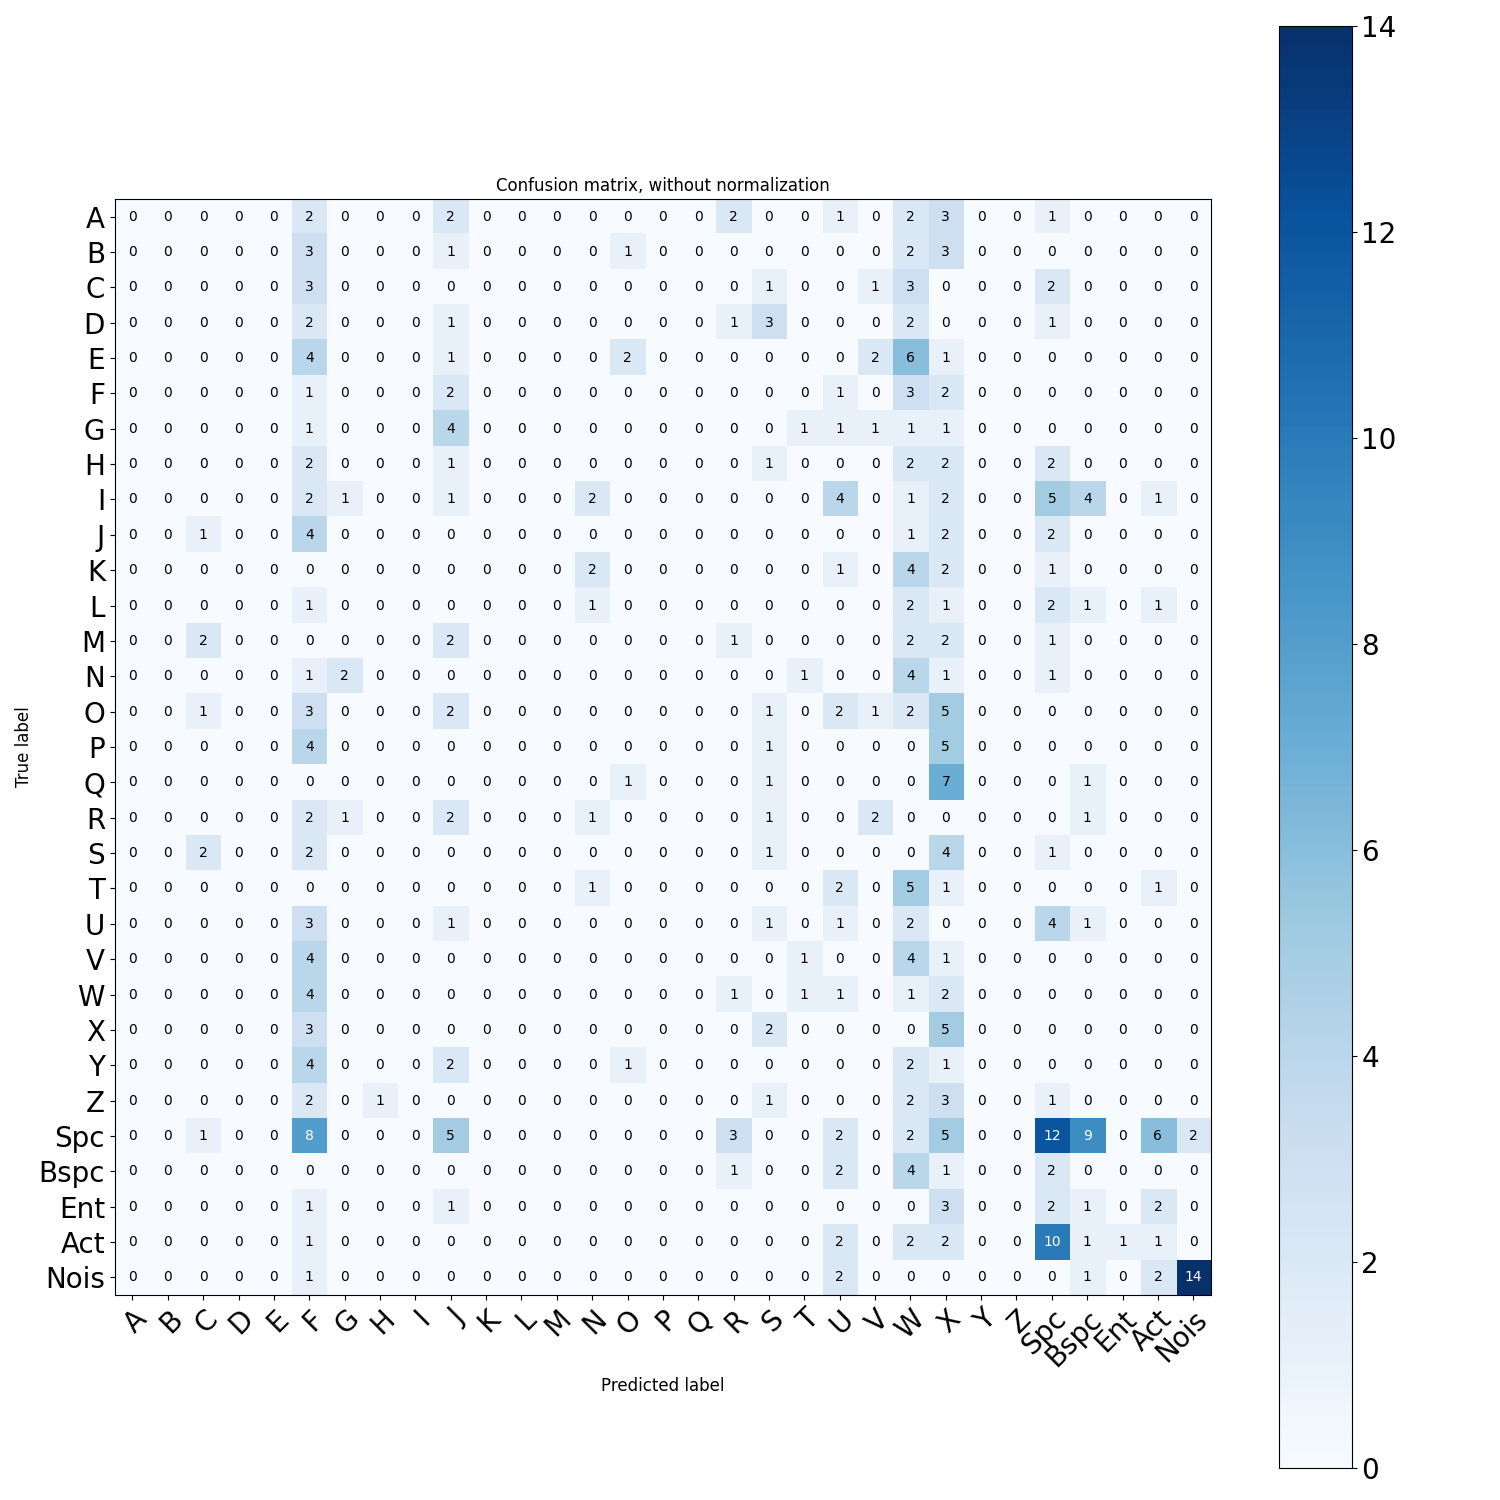 Confusion matrix, without normalization
A 0 0 0 0 0 2 0 0 0 2 0 0 0 0 0 0 0 2 0 0 1 0 2 3 0 0 1 0 0 0 0
B 0 0 0 0 0 3 0 0 0 1 0 0 0 0 1 0 0 0 0 0 0 0 2 3 0 0 0 0 0 0 0
C 0 0 0 0 0 3 0 0 0 0 0 0 0 0 0 0 0 0 1 0 0 1 3 0 0 0 2 0 0 0 0
D 0 0 0 0 0 2 0 0 0 1 0 0 0 0 0 0 0 1 3 0 0 0 2 0 0 0 1 0 0 0 0
E 0 0 0 0 0 4 0 0 0 1 0 0 0 0 2 0 0 0 0 0 0 2 6 1 0 0 0 0 0 0 0
F 0 0 0 0 0 1 0 0 0 2 0 0 0 0 0 0 0 0 0 0 1 0 3 2 0 0 0 0 0 0 0
G 0 0 0 0 0 1 0 0 0 4 0 0 0 0 0 0 0 0 0 1 1 1 1 1 0 0 0 0 0 0 0
H 0 0 0 0 0 2 0 0 0 1 0 0 0 0 0 0 0 0 1 0 0 0 2 2 0 0 2 0 0 0 0
I 0 0 0 0 0 2 1 0 0 1 0 0 0 2 0 0 0 0 0 0 4 0 1 2 0 0 5 4 0 1 0
J 0 0 1 0 0 4 0 0 0 0 0 0 0 0 0 0 0 0 0 0 0 0 1 2 0 0 2 0 0 0 0
K 0 0 0 0 0 0 0 0 0 0 0 0 0 2 0 0 0 0 0 0 1 0 4 2 0 0 1 0 0 0 0
L 0 0 0 0 0 1 0 0 0 0 0 0 0 1 0 0 0 0 0 0 0 0 2 1 0 0 2 1 0 1 0
M 0 0 2 0 0 0 0 0 0 2 0 0 0 0 0 0 0 1 0 0 0 0 2 2 0 0 1 0 0 0 0
N 0 0 0 0 0 1 2 0 0 0 0 0 0 0 0 0 0 0 0 1 0 0 4 1 0 0 1 0 0 0 0
O 0 0 1 0 0 3 0 0 0 2 0 0 0 0 0 0 0 0 1 0 2 1 2 5 0 0 0 0 0 0 0
P 0 0 0 0 0 4 0 0 0 0 0 0 0 0 0 0 0 0 1 0 0 0 0 5 0 0 0 0 0 0 0
Q 0 0 0 0 0 0 0 0 0 0 0 0 0 0 1 0 0 0 1 0 0 0 0 7 0 0 0 1 0 0 0
R 0 0 0 0 0 2 1 0 0 2 0 0 0 1 0 0 0 0 1 0 0 2 0 0 0 0 0 1 0 0 0
S 0 0 2 0 0 2 0 0 0 0 0 0 0 0 0 0 0 0 1 0 0 0 0 4 0 0 1 0 0 0 0
T 0 0 0 0 0 0 0 0 0 0 0 0 0 1 0 0 0 0 0 0 2 0 5 1 0 0 0 0 0 1 0
U 0 0 0 0 0 3 0 0 0 1 0 0 0 0 0 0 0 0 1 0 1 0 2 0 0 0 4 1 0 0 0
V 0 0 0 0 0 4 0 0 0 0 0 0 0 0 0 0 0 0 0 1 0 0 4 1 0 0 0 0 0 0 0
W 0 0 0 0 0 4 0 0 0 0 0 0 0 0 0 0 0 1 0 1 1 0 1 2 0 0 0 0 0 0 0
X 0 0 0 0 0 3 0 0 0 0 0 0 0 0 0 0 0 0 2 0 0 0 0 5 0 0 0 0 0 0 0
Y 0 0 0 0 0 4 0 0 0 2 0 0 0 0 1 0 0 0 0 0 0 0 2 1 0 0 0 0 0 0 0
Z 0 0 0 0 0 2 0 1 0 0 0 0 0 0 0 0 0 0 1 0 0 0 2 3 0 0 1 0 0 0 0
Spc 0 0 1 0 0 8 0 0 0 5 0 0 0 0 0 0 0 3 0 0 2 0 2 5 0 0 12 9 0 6 2
Bspc 0 0 0 0 0 0 0 0 0 0 0 0 0 0 0 0 0 1 0 0 2 0 4 1 0 0 2 0 0 0 0
Ent 0 0 0 0 0 1 0 0 0 1 0 0 0 0 0 0 0 0 0 0 0 0 0 3 0 0 2 1 0 2 0
Act 0 0 0 0 0 1 0 0 0 0 0 0 0 0 0 0 0 0 0 0 2 0 2 2 0 0 10 1 1 1 0
Nois 0 0 0 0 0 1 0 0 0 0 0 0 0 0 0 0 0 0 0 0 2 0 0 0 0 0 0 1 0 2 14
A B C D E F G H I J K L M N O P Q R S T U V W X Y Z Spc Bspc Ent Act Nois
Predicted label
True label
14
12
10
8
6
4
2
0